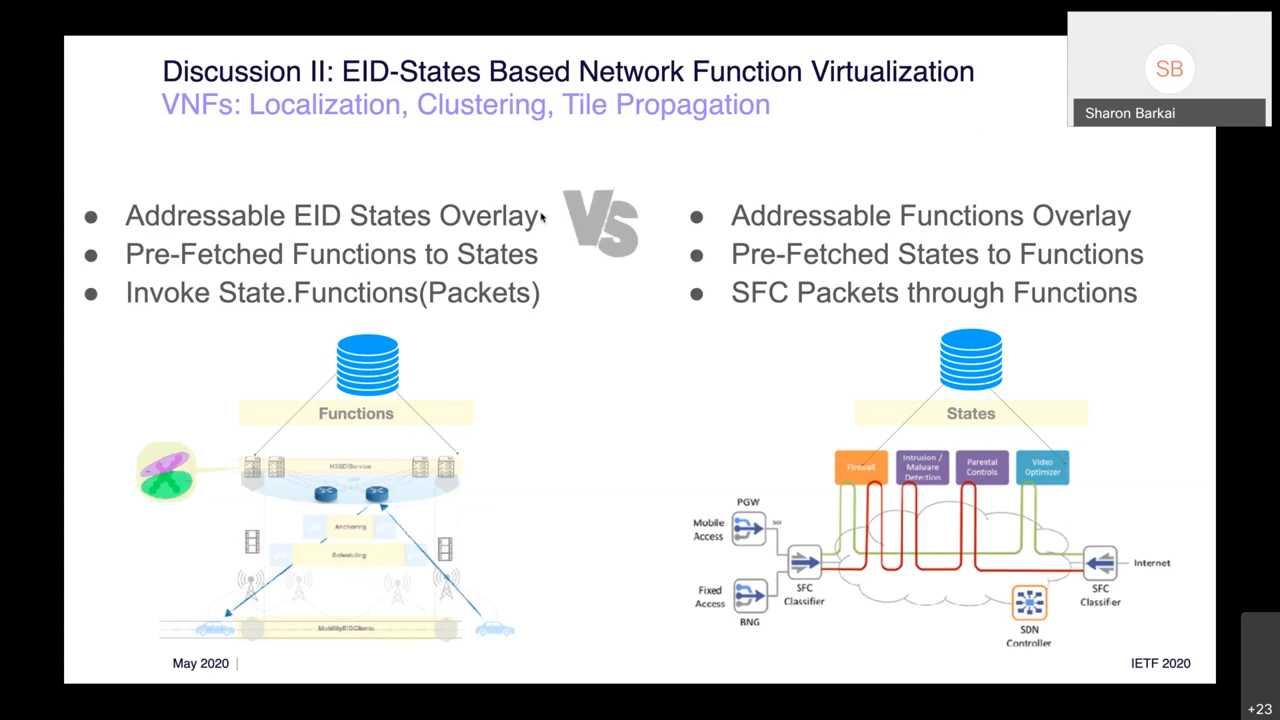 Discussion II: EID-States Based Network Function Virtualization
VNFs: Localization, Clustering, Tile Propagation
SB
Sharon Barkai
● Addressable EID States Overlay
● Pre-Fetched Functions to States
● Invoke State.Functions(Packets)
VS
● Addressable Functions Overlay
● Pre-Fetched States to Functions
● SFC Packets through Functions
Functions
Anchoring
Scheduling
MobilityEIDClients
States
Firewall
Intrusion /
Malware
Detection
Parental
Controls
Video
Optimizer
PGW
Mobile
Access
SGi
Fixed
Access
BNG
SFC
Classifier
SFC
Classifier
Internet
SDN
Controller
May 2020 |
IETF 2020
+23